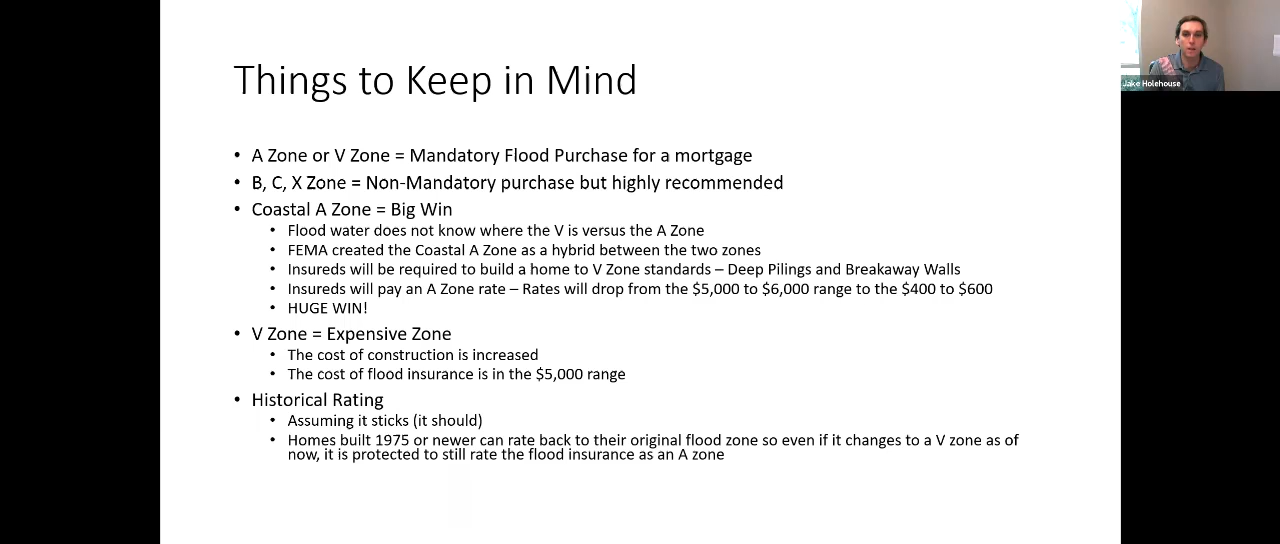 Things to Keep in Mind
• A Zone or V Zone = Mandatory Flood Purchase for a mortgage
• B, C, X Zone = Non-Mandatory purchase but highly recommended
• Coastal A Zone = Big Win
• Flood water does not know where the V is versus the A Zone
• FEMA created the Coastal A Zone as a hybrid between the two zones
• Insureds will be required to build a home to V Zone standards – Deep Pilings and Breakaway Walls
• Insureds will pay an A Zone rate – Rates will drop from the $5,000 to $6,000 range to the $400 to $600
• HUGE WIN!
• V Zone = Expensive Zone
• The cost of construction is increased
• The cost of flood insurance is in the $5,000 range
• Historical Rating
• Assuming it sticks (it should)
• Homes built 1975 or newer can rate back to their original flood zone so even if it changes to a V zone as of
now, it is protected to still rate the flood insurance as an A zone
Jake Holehouse